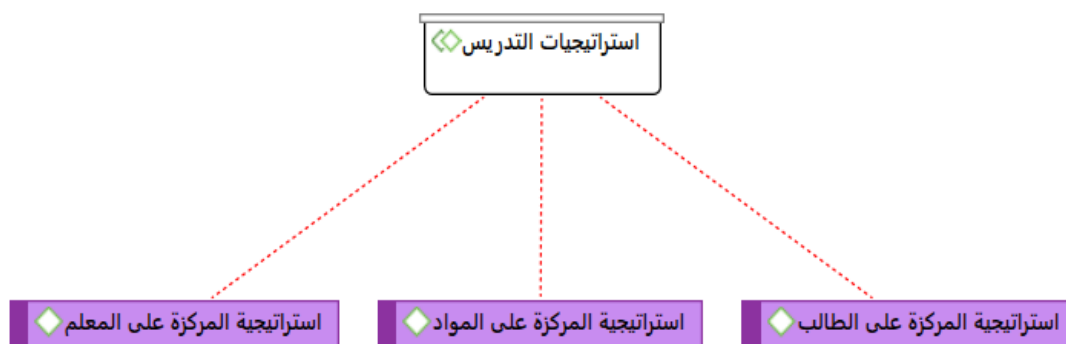 استراتيجيات التدريس
استراتيجية المركزة على الطالب
استراتيجية المركزة على المواد
استراتيجية المركزة على المعلم